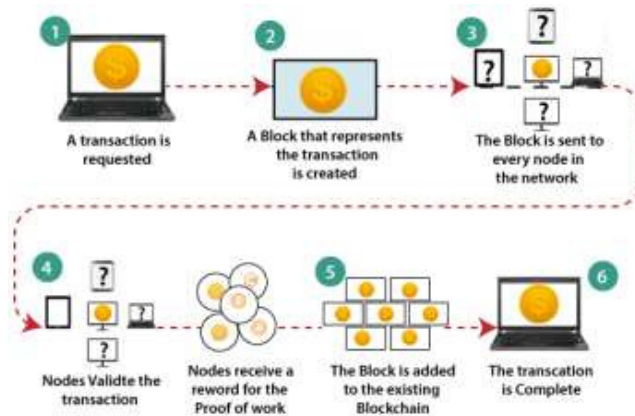 1
A transaction is
requested
2
A Block that represents
the transaction
is created
3
?
?
?
?
The Block is sent to
every node in
the network
4
?
?
?
Nodes Validte the
transaction
Nodes receive a
reword for the
Proof of work
5
The Block is added
to the existing
Blockchain
6
The transcation
is Complete